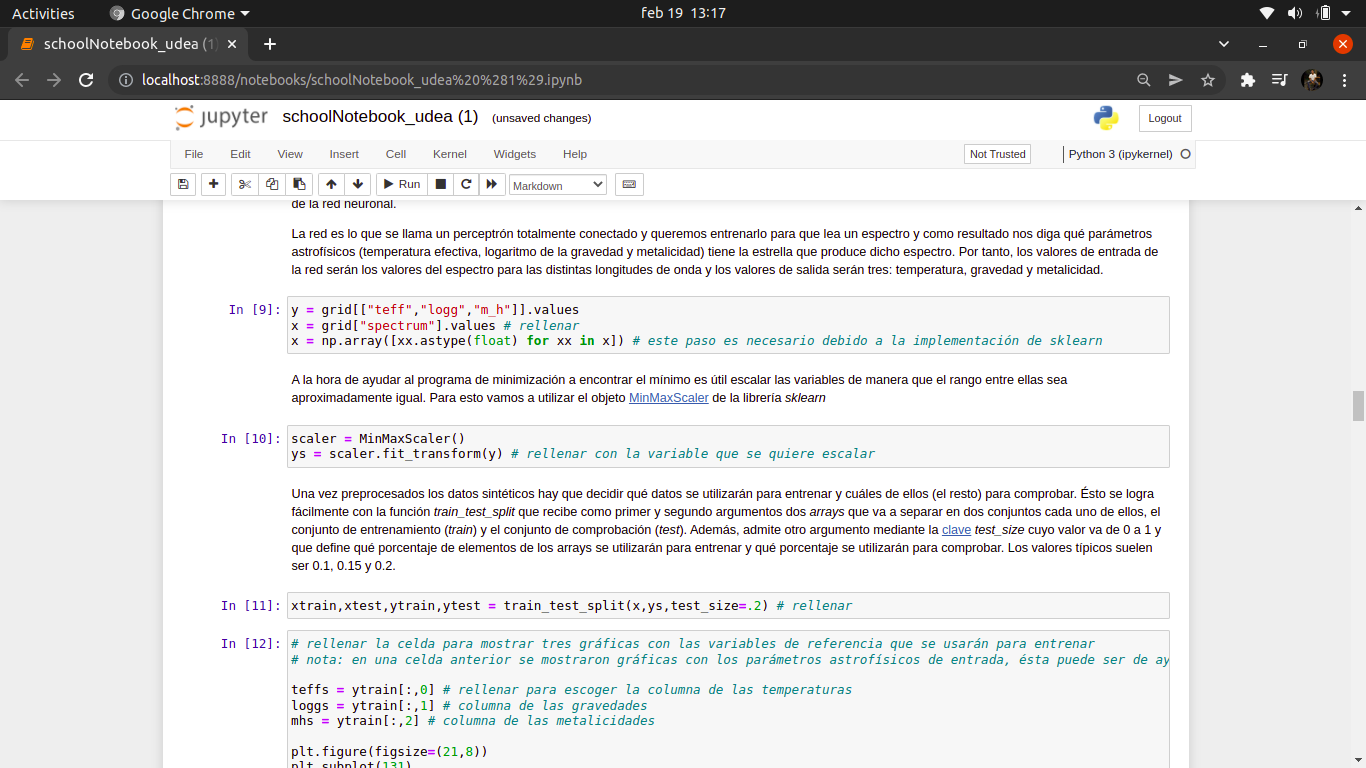 Activities
Google Chrome
feb 19 13:17
schoolNotebook_udea (1)
localhost:8888/notebooks/schoolNotebook_udea%20%281%29.ipynb
jupyter schoolNotebook_udea (1) (unsaved changes)
Logout
File Edit View Insert Cell Kernel Widgets Help
Not Trusted
Python 3 (ipykernel)
Run
Markdown
de la red neuronal.
La red es lo que se llama un perceptrón totalmente conectado y queremos entrenarlo para que lea un espectro y como resultado nos diga qué parámetros
astrofísicos (temperatura efectiva, logaritmo de la gravedad y metalicidad) tiene la estrella que produce dicho espectro. Por tanto, los valores de entrada de
la red serán los valores del espectro para las distintas longitudes de onda y los valores de salida serán tres: temperatura, gravedad y metalicidad.
In [9]: y = grid[["teff","logg","m_h"]].values
x = grid["spectrum"].values # rellenar
x = np.array([xx.astype(float) for xx in x]) # este paso es necesario debido a la implementación de sklearn
A la hora de ayudar al programa de minimización a encontrar el mínimo es útil escalar las variables de manera que el rango entre ellas sea
aproximadamente igual. Para esto vamos a utilizar el objeto MinMaxScaler de la librería sklearn
In [10]: scaler = MinMaxScaler()
ys = scaler.fit_transform(y) # rellenar con la variable que se quiere escalar
Una vez preprocesados los datos sintéticos hay que decidir qué datos se utilizarán para entrenar y cuáles de ellos (el resto) para comprobar. Ésto se logra
fácilmente con la función train_test_split que recibe como primer y segundo argumentos dos arrays que va a separar en dos conjuntos cada uno de ellos, el
conjunto de entrenamiento (train) y el conjunto de comprobación (test). Además, admite otro argumento mediante la clave test_size cuyo valor va de 0 a 1 y
que define qué porcentaje de elementos de los arrays se utilizarán para entrenar y qué porcentaje se utilizarán para comprobar. Los valores típicos suelen
ser 0.1, 0.15 y 0.2.
In [11]: xtrain,xtest,ytrain,ytest = train_test_split(x,ys,test_size=.2) # rellenar
In [12]: # rellenar la celda para mostrar tres gráficas con las variables de referencia que se usarán para entrenar
# nota: en una celda anterior se mostraron gráficas con los parámetros astrofísicos de entrada, ésta puede ser de ay
teffs = ytrain[:,0] # rellenar para escoger la columna de las temperaturas
loggs = ytrain[:,1] # columna de las gravedades
mhs = ytrain[:,2] # columna de las metalicidades
plt.figure(figsize=(21,8))
plt.subplot(131)